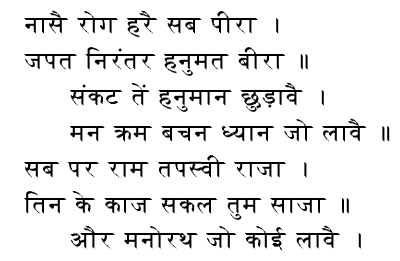 नासै रोग हरै सब पीरा ।
जपत निरंतर हनुमत बीरा ॥
संकट तें हनुमान छुड़ावै ।
मन क्रम बचन ध्यान जो लावै ॥
सब पर राम तपस्वी राजा ।
तिन के काज सकल तुम साजा ॥
और मनोरथ जो कोई लावै ।